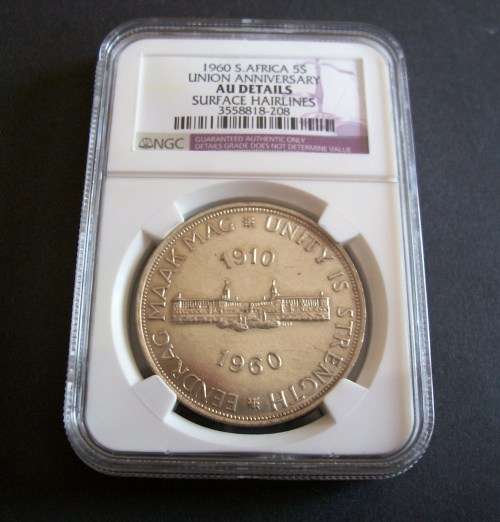 1960 S.AFRICA 5S
UNION ANNIVERSARY
AU DETAILS
SURFACE HAIRLINES
3558818-208
NGC
GUARANTEED AUTHENTIC ONLY
DETAILS GRADE DOES NOT DETERMINE VALUE
EENDRAG MAAK MAG * UNITY IS STRENGTH *
1910
1960